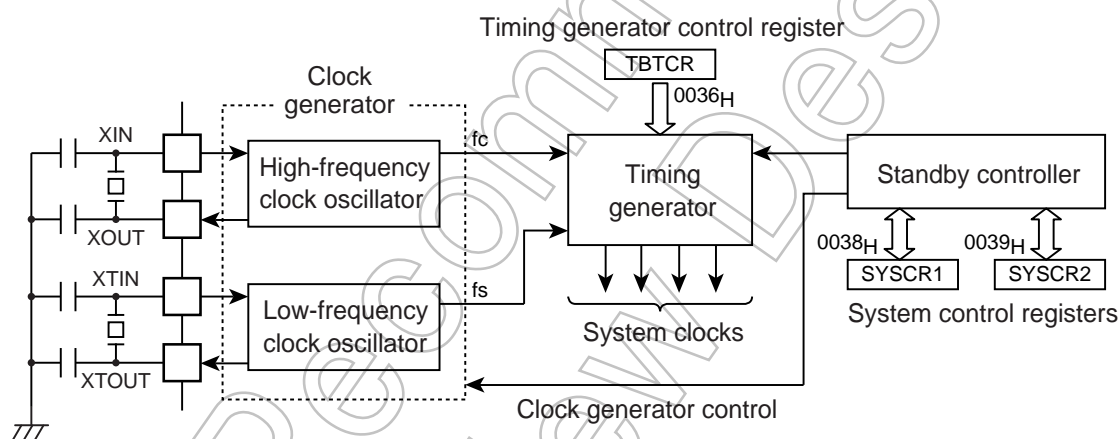 Timing generator control register
TBTCR
0036H
Clock
generator
XIN
High-frequency
clock oscillator
XOUT
fc
Timing
generator
Standby controller
0038H
0039H
SYSCR1
SYSCR2
System control registers
XTIN
Low-frequency
clock oscillator
XTOUT
fs
System clocks
Clock generator control